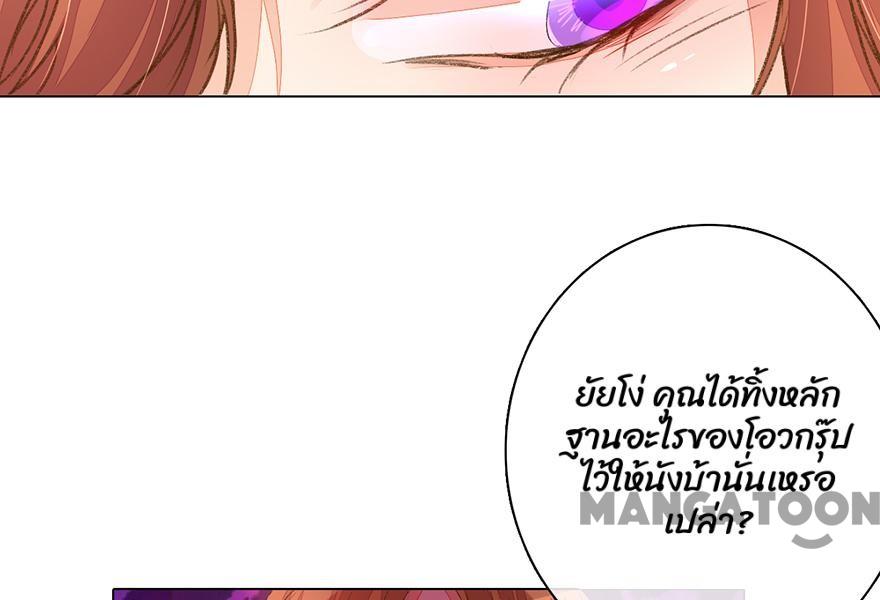 ยัยโง่ คุณได้ทิ้งหลัก
ฐานอะไรของโอวกรุ๊ป
ไว้ให้นังบ้านั่นเหรอ
เปล่า?
MANGATOON